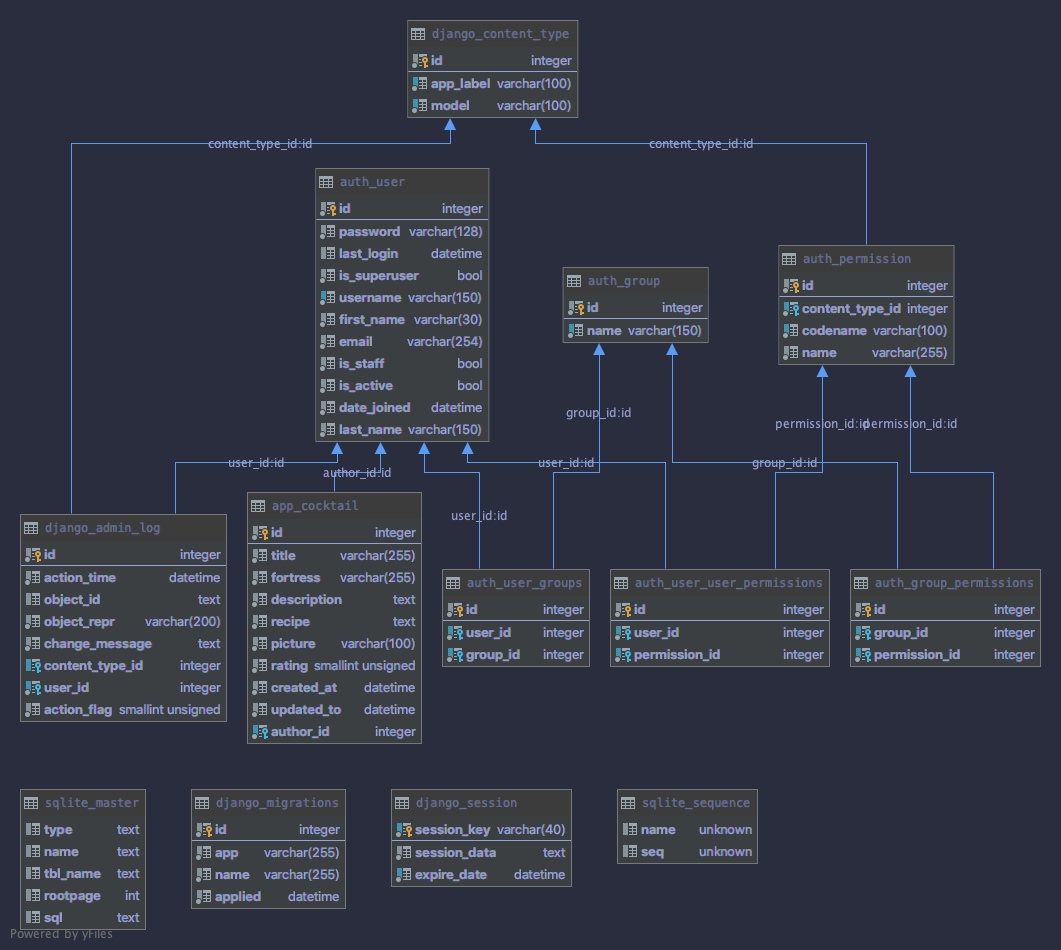 django_content_type
id integer
app_label varchar(100)
model varchar(100)
content_type_id:id
content_type_id:id
auth_user
id integer
password varchar(128)
last_login datetime
is_superuser bool
username varchar(150)
first_name varchar(30)
email varchar(254)
is_staff bool
is_active bool
date_joined datetime
last_name varchar(150)
auth_group
id integer
name varchar(150)
auth_permission
id integer
content_type_id integer
codename varchar(100)
name varchar(255)
group_id:id
permission_id:id
permission_id:id
user_id:id
author_id:id
user_id:id
group_id:id
user_id:id
django_admin_log
id integer
action_time datetime
object_id text
object_repr varchar(200)
change_message text
content_type_id integer
user_id integer
action_flag smallint unsigned
app_cocktail
id integer
title varchar(255)
fortress varchar(255)
description text
recipe text
picture varchar(100)
rating smallint unsigned
created_at datetime
updated_to datetime
author_id integer
auth_user_groups
id integer
user_id integer
group_id integer
auth_user_user_permissions
id integer
user_id integer
permission_id integer
auth_group_permissions
id integer
group_id integer
permission_id integer
sqlite_master
type text
name text
tbl_name text
rootpage int
sql text
django_migrations
id integer
app varchar(255)
name varchar(255)
applied datetime
django_session
session_key varchar(40)
session_data text
expire_date datetime
sqlite_sequence
name unknown
seq unknown
Powered by yFiles